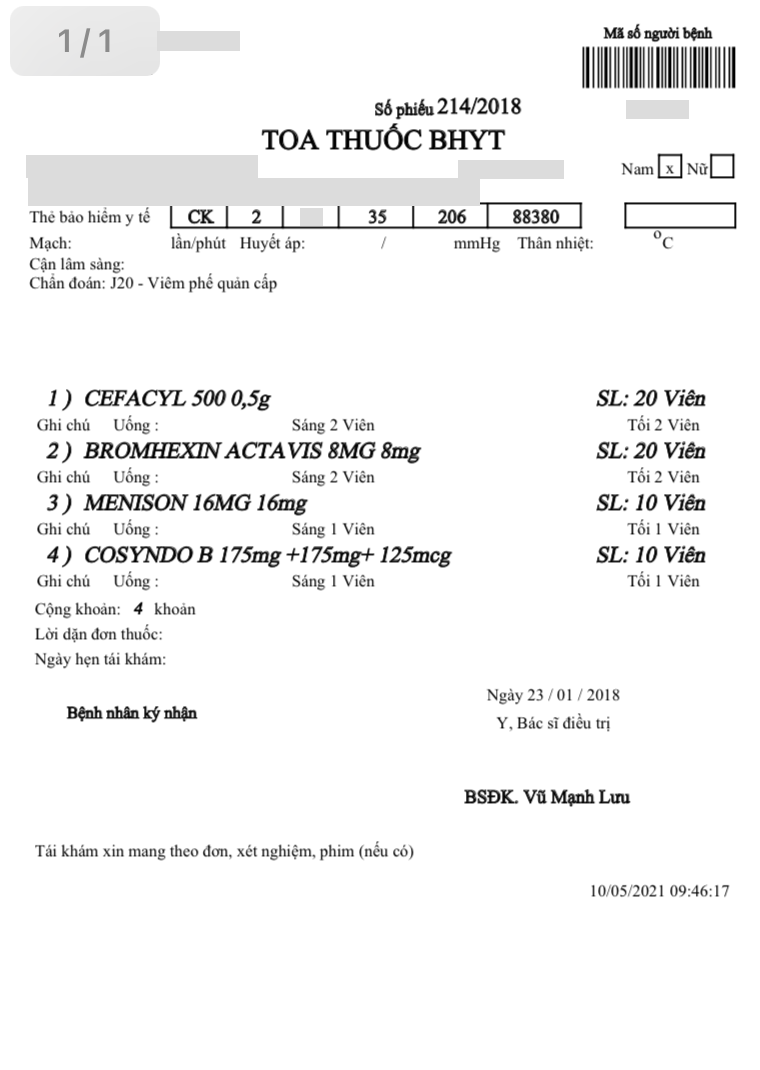 1/1
Mã số người bệnh
Số phiếu 214/2018
TOA THUỐC BHYT
Nam x Nữ
Thẻ bảo hiểm y tế CK 2 35 206 88380
Mạch: lần/phút Huyết áp: / mmHg Thân nhiệt: °C
Cận lâm sàng:
Chẩn đoán: J20 - Viêm phế quản cấp
1 ) CEFACYL 500 0,5g SL: 20 Viên
Ghi chú Uống : Sáng 2 Viên Tối 2 Viên
2 ) BROMHEXIN ACTAVIS 8MG 8mg SL: 20 Viên
Ghi chú Uống : Sáng 2 Viên Tối 2 Viên
3 ) MENISON 16MG 16mg SL: 10 Viên
Ghi chú Uống : Sáng 1 Viên Tối 1 Viên
4 ) COSYNDO B 175mg +175mg+ 125mcg SL: 10 Viên
Ghi chú Uống : Sáng 1 Viên Tối 1 Viên
Cộng khoản: 4 khoản
Lời dặn đơn thuốc:
Ngày hẹn tái khám:
Ngày 23 / 01 / 2018
Bệnh nhân ký nhận
Y, Bác sĩ điều trị
BSĐK. Vũ Mạnh Lưu
Tái khám xin mang theo đơn, xét nghiệm, phim (nếu có)
10/05/2021 09:46:17